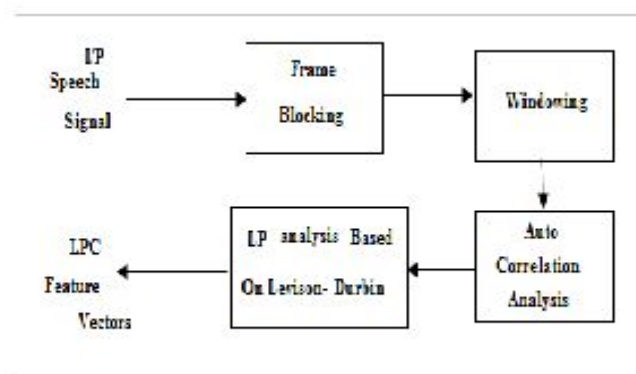 I/P
Speech
Signal
Frame
Blocking
Windowing
Auto
Correlation
Analysis
LP analysis Based
On Levison- Durbin
LPC
Feature
Vectors